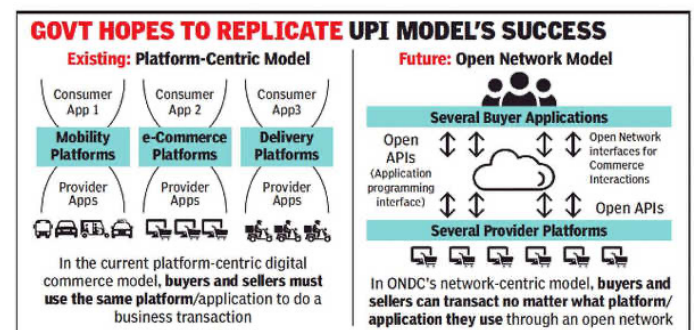 GOVT HOPES TO REPLICATE UPI MODEL'S SUCCESS
Existing: Platform-Centric Model
Consumer
App 1
Consumer
App 2
Consumer
App3
Mobility
Platforms
e-Commerce
Platforms
Delivery
Platforms
Provider
Apps
Provider
Apps
Provider
Apps
In the current platform-centric digital
commerce model, buyers and sellers must
use the same platform/application to do a
business transaction
Future: Open Network Model
Several Buyer Applications
Open
APIs
(Application
programming
interface)
Open Network
interfaces for
Commerce
Interactions
Open APIs
Several Provider Platforms
In ONDC's network-centric model, buyers and
sellers can transact no matter what platform/
application they use through an open network